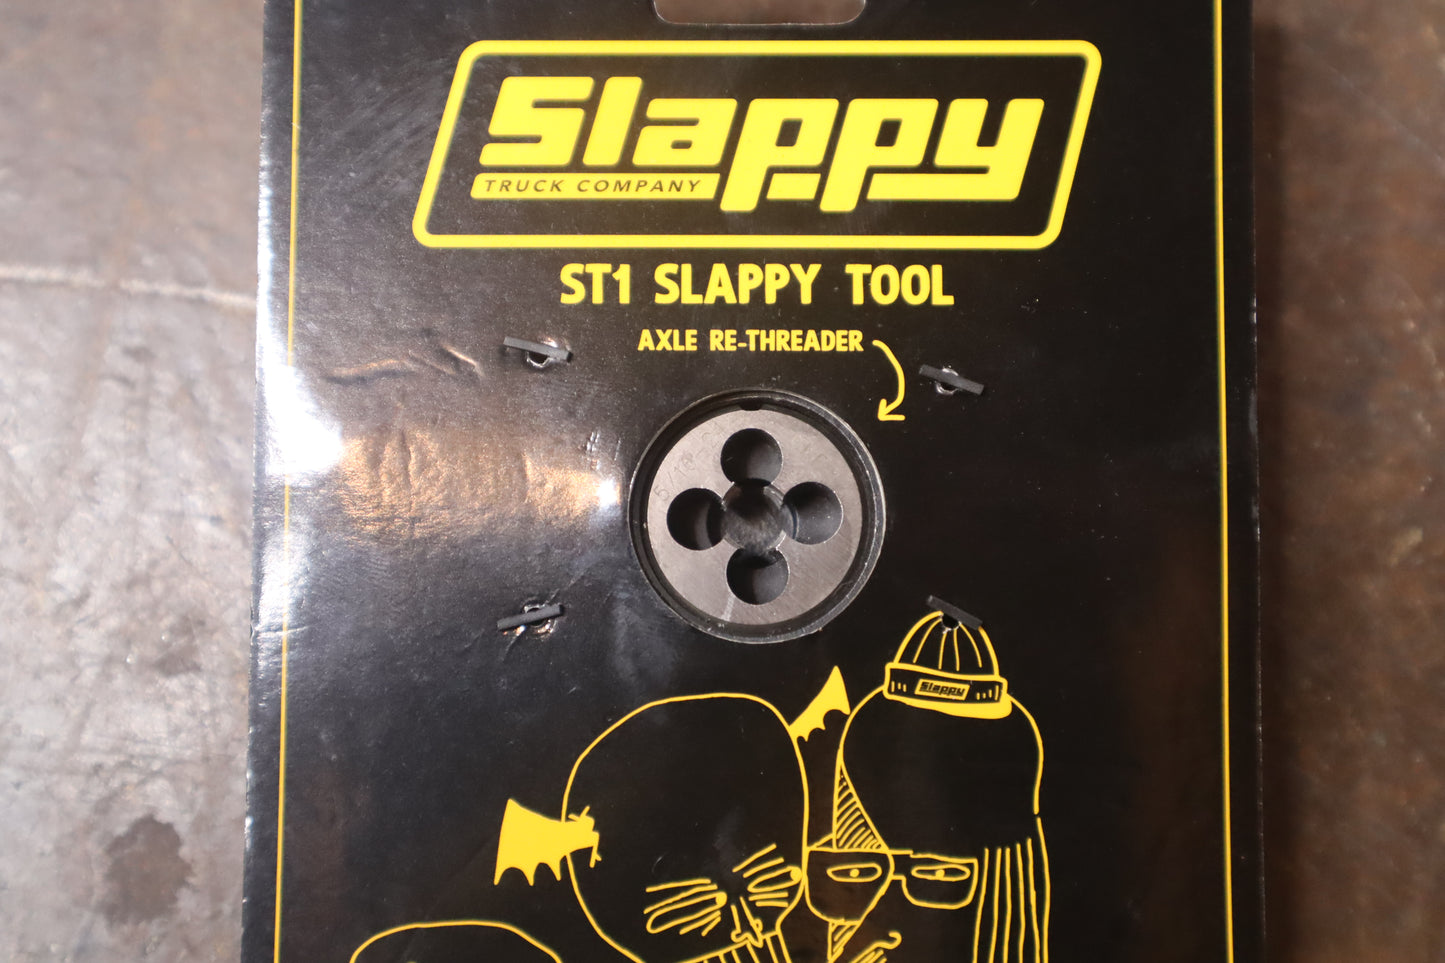 Slappy
TRUCK COMPANY
ST1 SLAPPY TOOL
AXLE RE-THREADER
Slappy